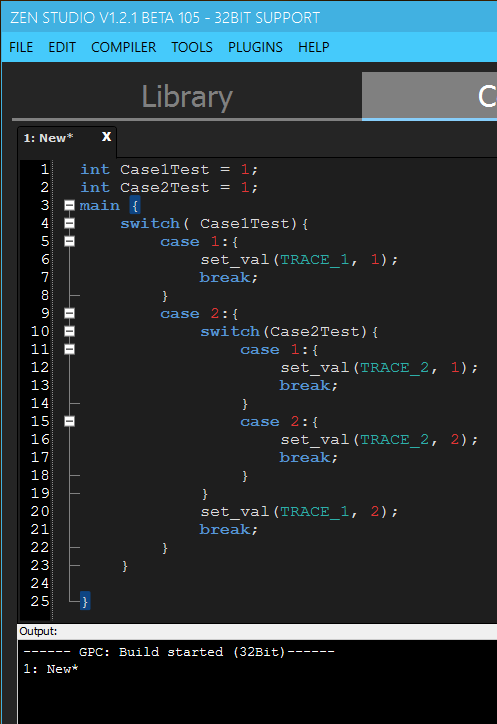 ZEN STUDIO V1.2.1 BETA 105 - 32BIT SUPPORT
FILE EDIT COMPILER TOOLS PLUGINS HELP
Library C
1: New* X
1 int Case1Test = 1;
2 int Case2Test = 1;
3 main {
4 switch( Case1Test){
5 case 1:{
6 set_val(TRACE_1, 1);
7 break;
8 }
9 case 2:{
10 switch(Case2Test){
11 case 1:{
12 set_val(TRACE_2, 1);
13 break;
14 }
15 case 2:{
16 set_val(TRACE_2, 2);
17 break;
18 }
19 }
20 set_val(TRACE_1, 2);
21 break;
22 }
23 }
24
25 }
Output:
------ GPC: Build started (32Bit)------
1: New*